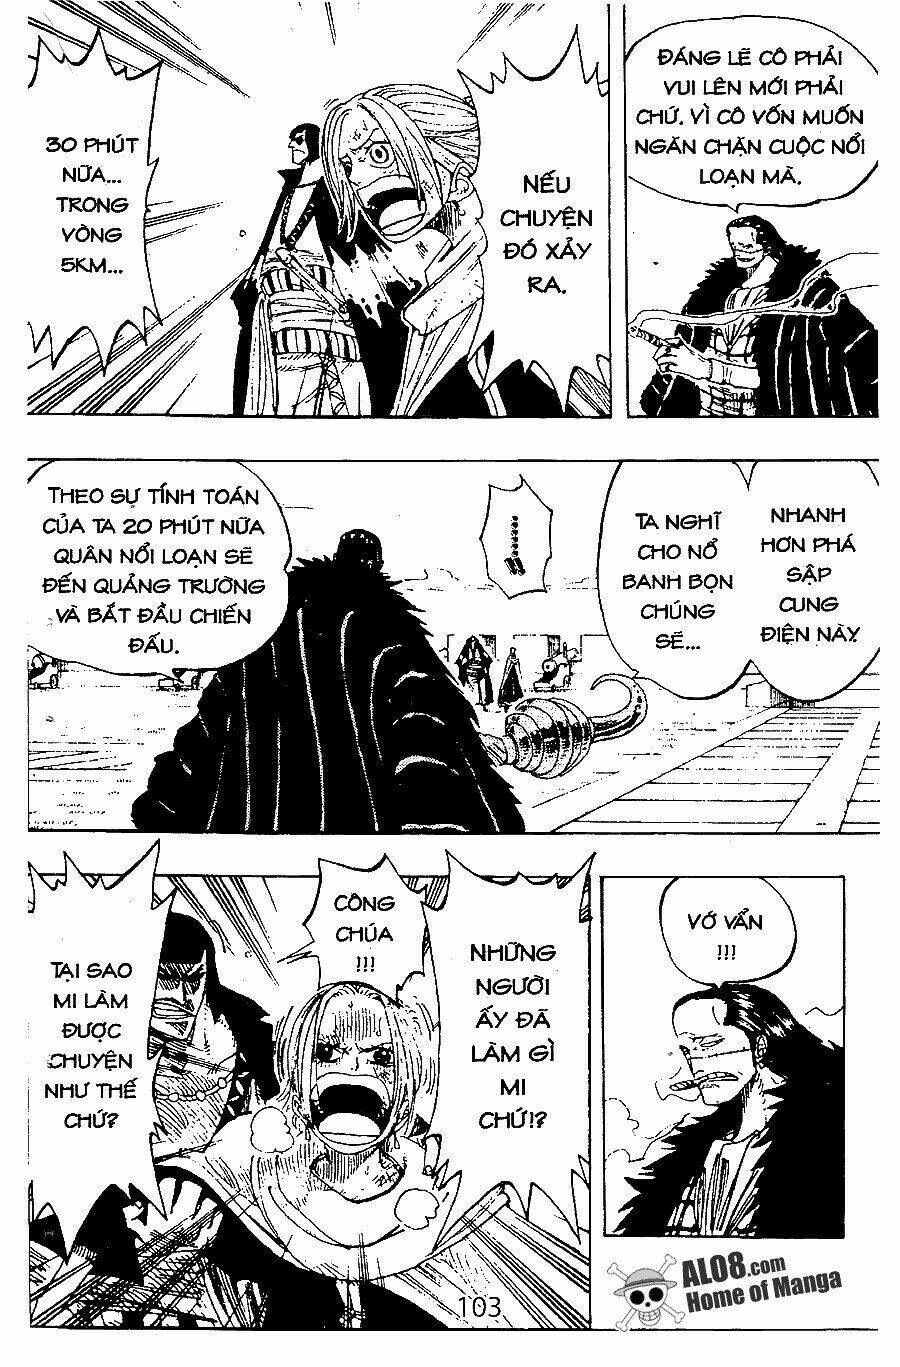 ĐÁNG LẼ CÔ PHẢI
VUI LÊN MỚI PHẢI
CHỨ. VÌ CÔ VỐN MUỐN
NGĂN CHẶN CUỘC NỔI
LOẠN MÀ.
NẾU
CHUYỆN
ĐÓ XẢY
RA.
30 PHÚT
NỮA...
TRONG
VÒNG
5KM...
NHANH
HƠN PHÁ
SẬP
CUNG
ĐIỆN NÀY.
TA NGHĨ
CHO NỔ
BANH BỌN
CHÚNG
SẼ...
......!!
THEO SỰ TÍNH TOÁN
CỦA TA 20 PHÚT NỮA
QUÂN NỔI LOẠN SẼ
ĐẾN QUẢNG TRƯỜNG
VÀ BẮT ĐẦU CHIẾN
ĐẤU.
VỚ VẨN
!!!
NHỮNG
NGƯỜI
ẤY ĐÃ
LÀM GÌ
MI
CHỨ!?
CÔNG
CHÚA
!!!
TẠI SAO
MI LÀM
ĐƯỢC
CHUYỆN
NHƯ THẾ
CHỨ?
103
ALO8.com
Home of Manga